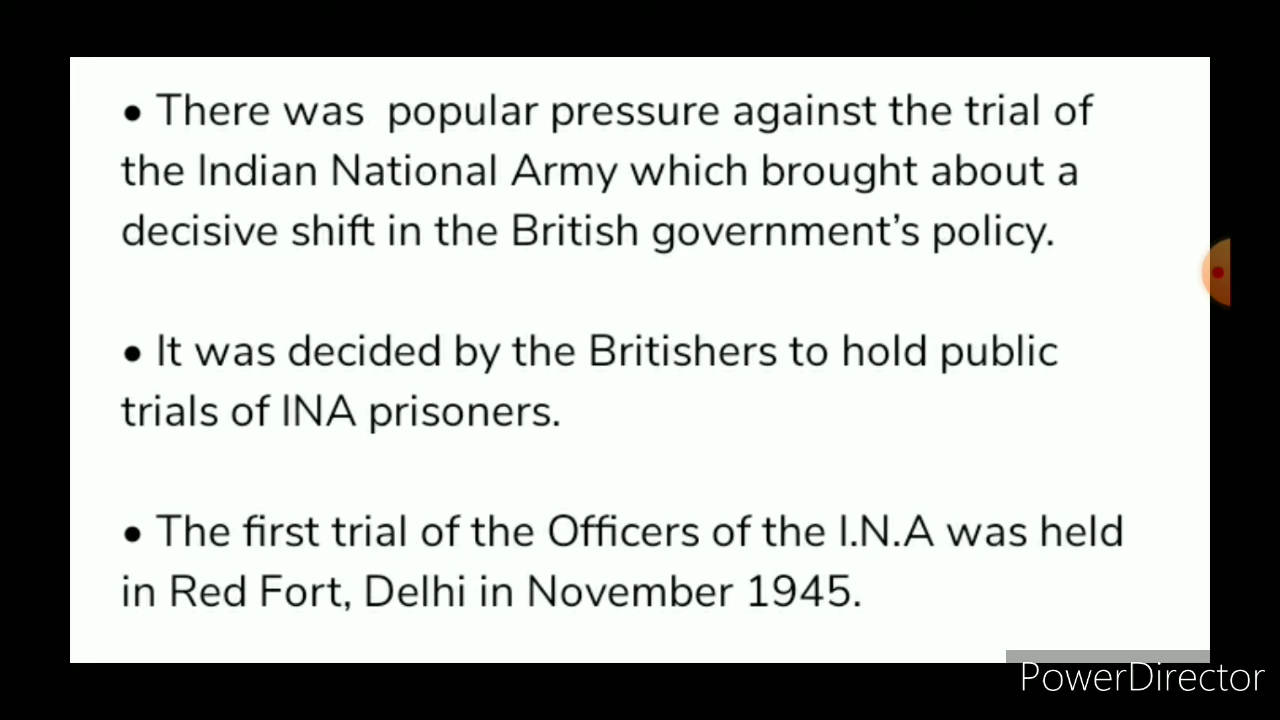 • There was  popular pressure against the trial of
the Indian National Army which brought about a
decisive shift in the British government’s policy.
• It was decided by the Britishers to hold public
trials of INA prisoners.
• The first trial of the Officers of the I.N.A was held
in Red Fort, Delhi in November 1945.
PowerDirector